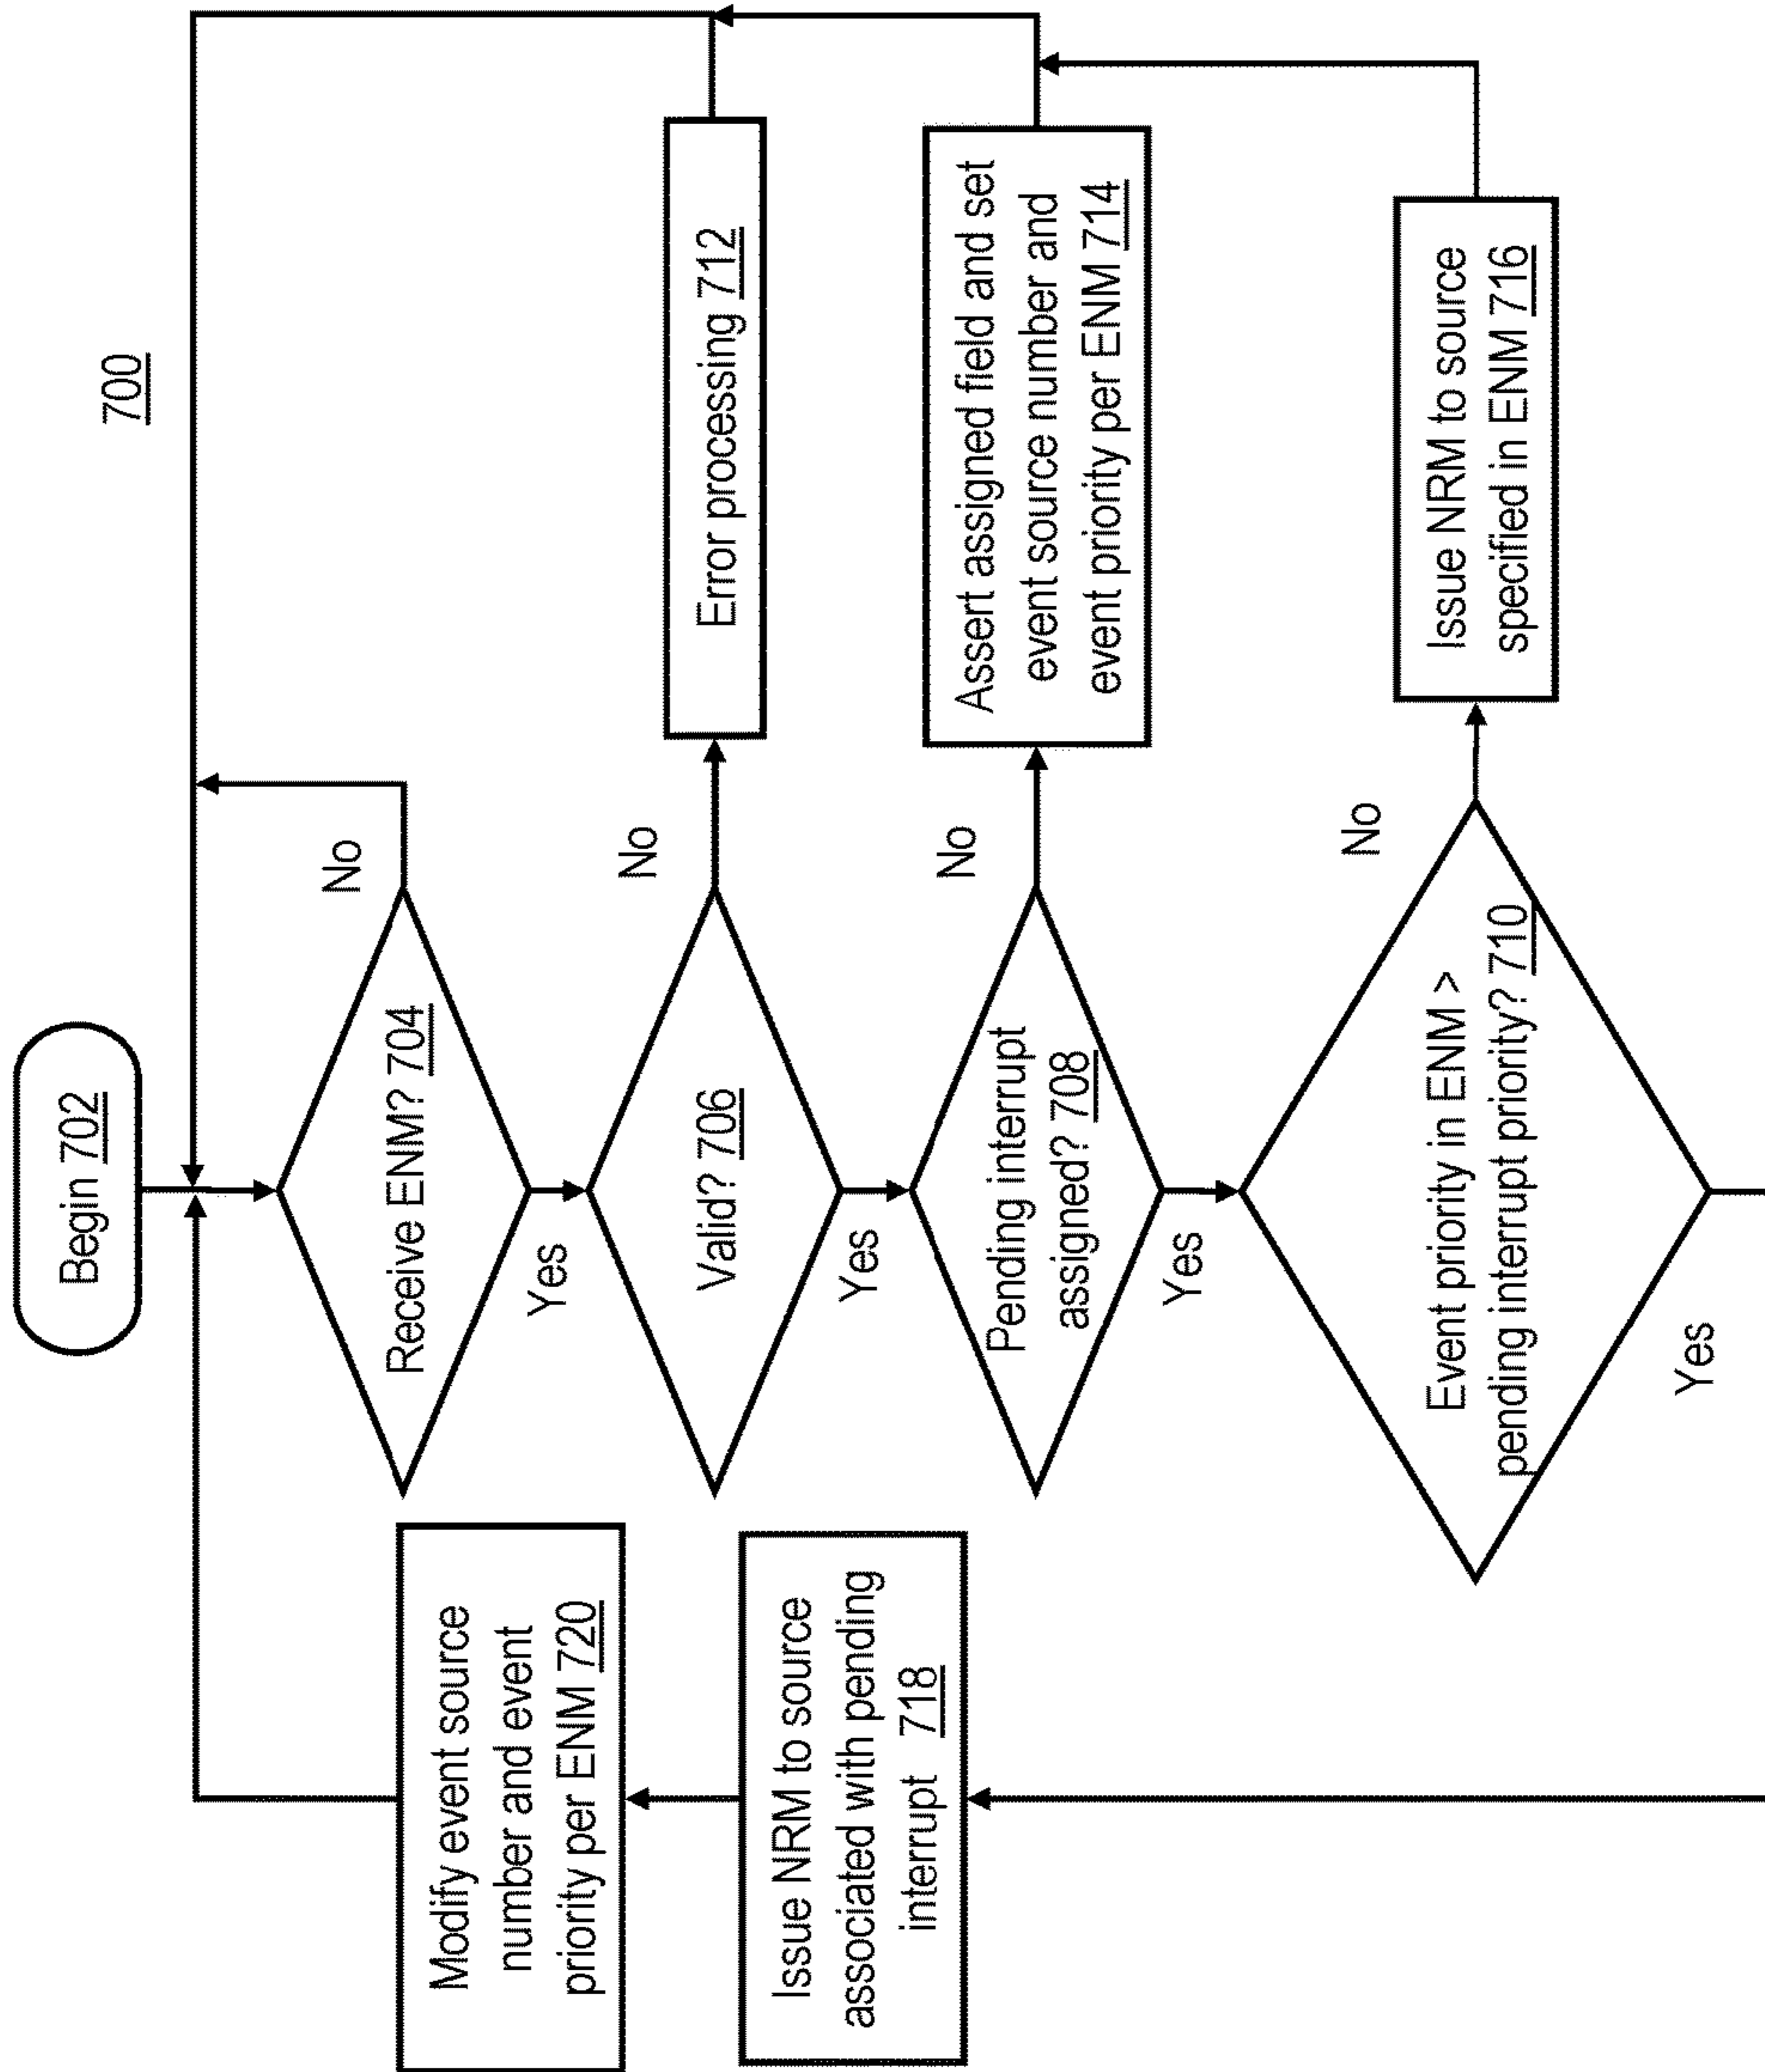 700
Begin 702
Receive ENM? 704
No
Yes
Valid? 706
No
Error processing 712
Yes
Pending interrupt
assigned? 708
No
Assert assigned field and set
event source number and
event priority per ENM 714
Yes
Event priority in ENM >
pending interrupt priority? 710
No
Issue NRM to source
specified in ENM 716
Yes
Issue NRM to source
associated with pending
interrupt 718
Modify event source
number and event
priority per ENM 720